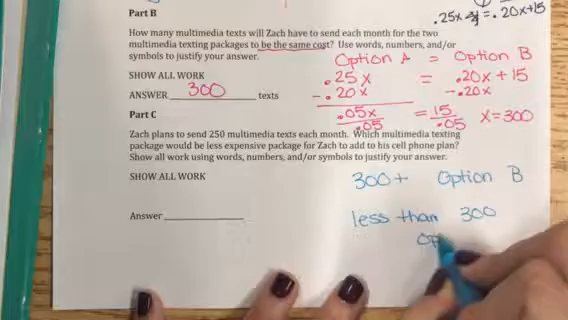 Part B
.25x = .20x+15
How many multimedia texts will Zach have to send each month for the two
multimedia texting packages to be the same cost? Use words, numbers, and/or
symbols to justify your answer.
Option A = Option B
SHOW ALL WORK
.25x = .20x + 15
ANSWER 300 texts
-.20x -.20x
Part C
.05x = 15 x=300
.05 .05
Zach plans to send 250 multimedia texts each month. Which multimedia texting
package would be less expensive package for Zach to add to his cell phone plan?
Show all work using words, numbers, and/or symbols to justify your answer.
SHOW ALL WORK
300+ Option B
Answer
less than 300
Op